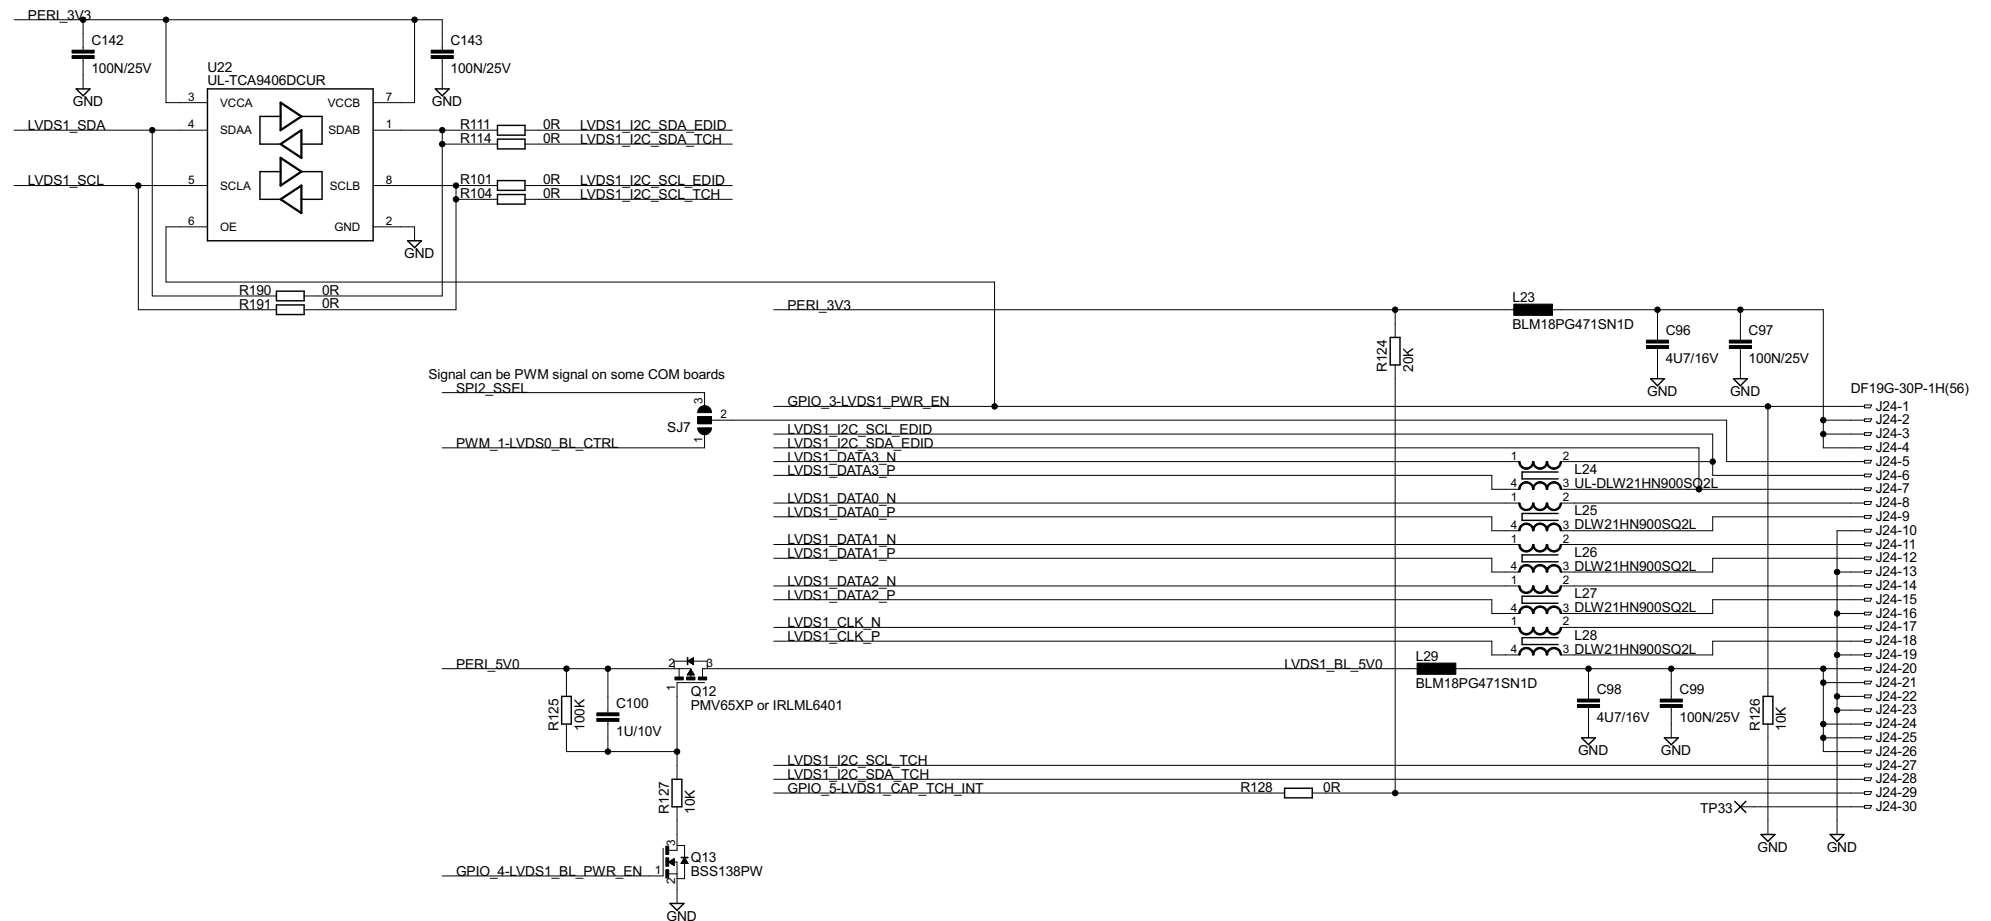 PERI_3V3
C142
100N/25V
GND
C143
100N/25V
GND
U22
UL-TCA9406DCUR
3 VCCA VCCB 7
LVDS1_SDA 4 SDAA SDAB 1 R111 0R LVDS1_I2C_SDA_EDID
R114 0R LVDS1_I2C_SDA_TCH
LVDS1_SCL 5 SCLA SCLB 8 R101 0R LVDS1_I2C_SCL_EDID
R104 0R LVDS1_I2C_SCL_TCH
6 OE GND 2
GND
R190 0R
R191 0R
PERI_3V3
L23
BLM18PG471SN1D
R124
20K
C96
4U7/16V
GND
C97
100N/25V
GND
Signal can be PWM signal on some COM boards
SPI2_SSEL
3
SJ7 2
1
PWM_1-LVDS0_BL_CTRL
DF19G-30P-1H(56)
GPIO_3-LVDS1_PWR_EN J24-1
J24-2
LVDS1_I2C_SCL_EDID J24-3
LVDS1_I2C_SDA_EDID J24-4
LVDS1_DATA3_N 1 2 J24-5
LVDS1_DATA3_P L24 J24-6
4 3 UL-DLW21HN900SQ2L J24-7
LVDS1_DATA0_N 1 2 J24-8
LVDS1_DATA0_P L25 J24-9
4 3 DLW21HN900SQ2L J24-10
LVDS1_DATA1_N 1 2 J24-11
LVDS1_DATA1_P L26 J24-12
4 3 DLW21HN900SQ2L J24-13
LVDS1_DATA2_N 1 2 J24-14
LVDS1_DATA2_P L27 J24-15
4 3 DLW21HN900SQ2L J24-16
LVDS1_CLK_N 1 2 J24-17
LVDS1_CLK_P L28 J24-18
4 3 DLW21HN900SQ2L J24-19
PERI_5V0 2 3 LVDS1_BL_5V0 L29 J24-20
BLM18PG471SN1D J24-21
1 Q12
PMV65XP or IRLML6401
R125
100K
C100
1U/10V
C98
4U7/16V
GND
C99
100N/25V
GND
R126
10K
J24-22
J24-23
J24-24
J24-25
J24-26
LVDS1_I2C_SCL_TCH J24-27
LVDS1_I2C_SDA_TCH J24-28
GPIO_5-LVDS1_CAP_TCH_INT R128 0R J24-29
TP33 J24-30
GND
GND
R127
10K
3
Q13
BSS138PW
GPIO_4-LVDS1_BL_PWR_EN 1
2
GND